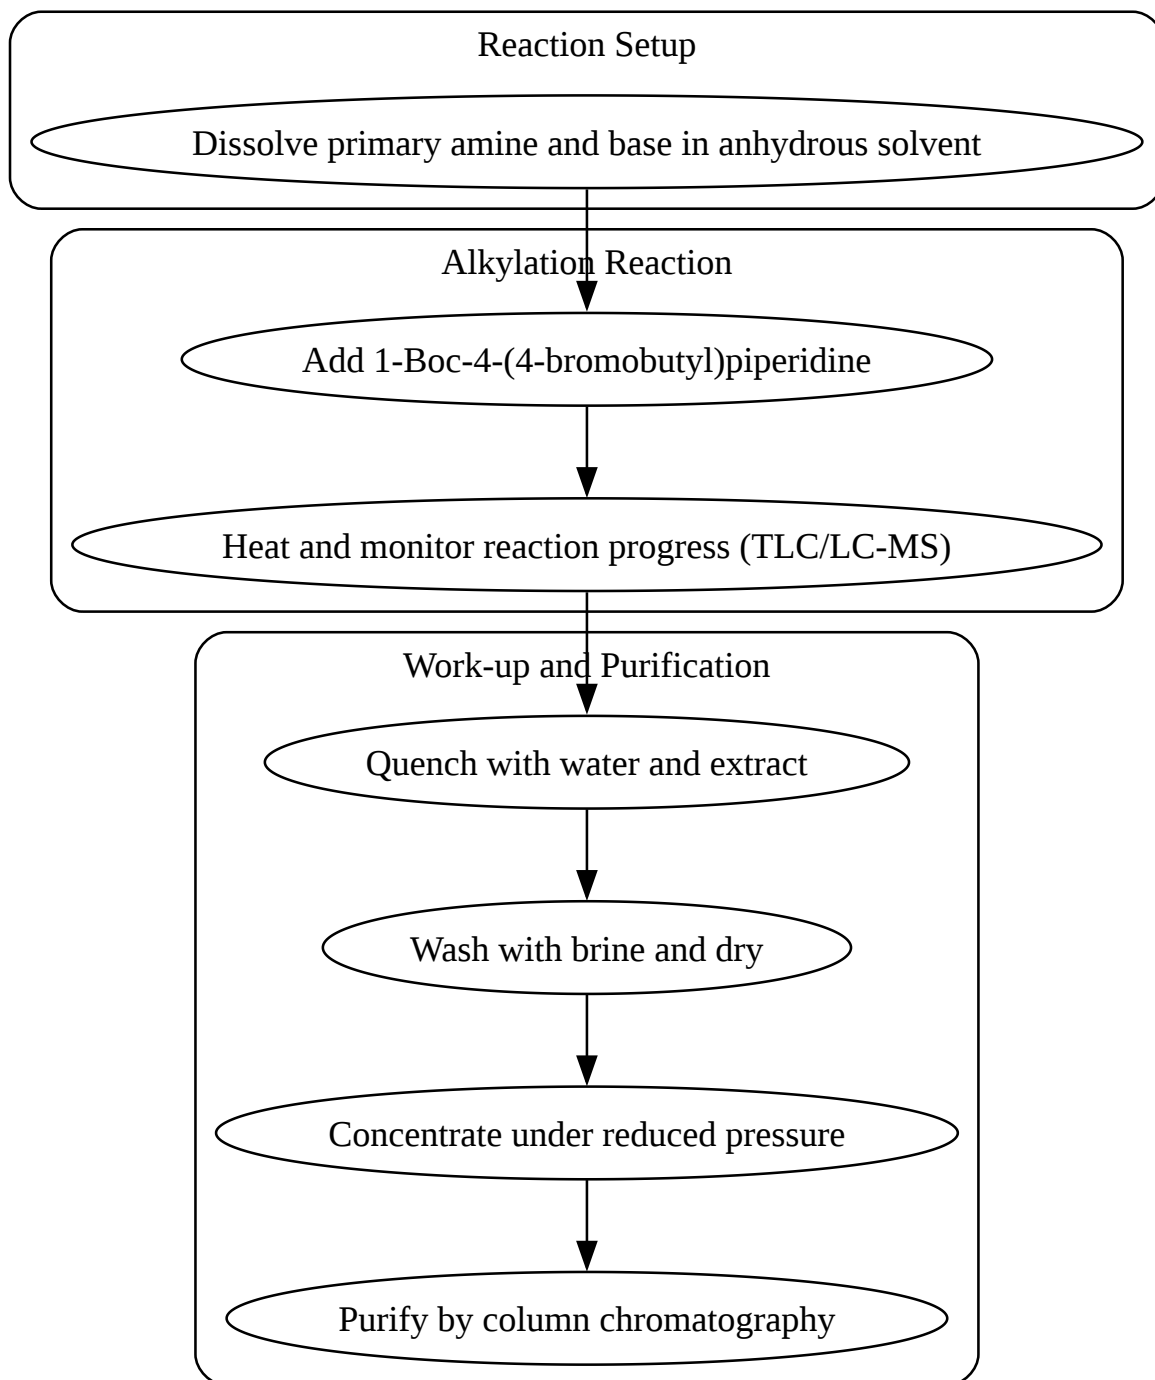 Reaction Setup
Dissolve primary amine and base in anhydrous solvent
Alkylation Reaction
Add 1-Boc-4-(4-bromobutyl)piperidine
Heat and monitor reaction progress (TLC/LC-MS)
Work-up and Purification
Quench with water and extract
Wash with brine and dry
Concentrate under reduced pressure
Purify by column chromatography